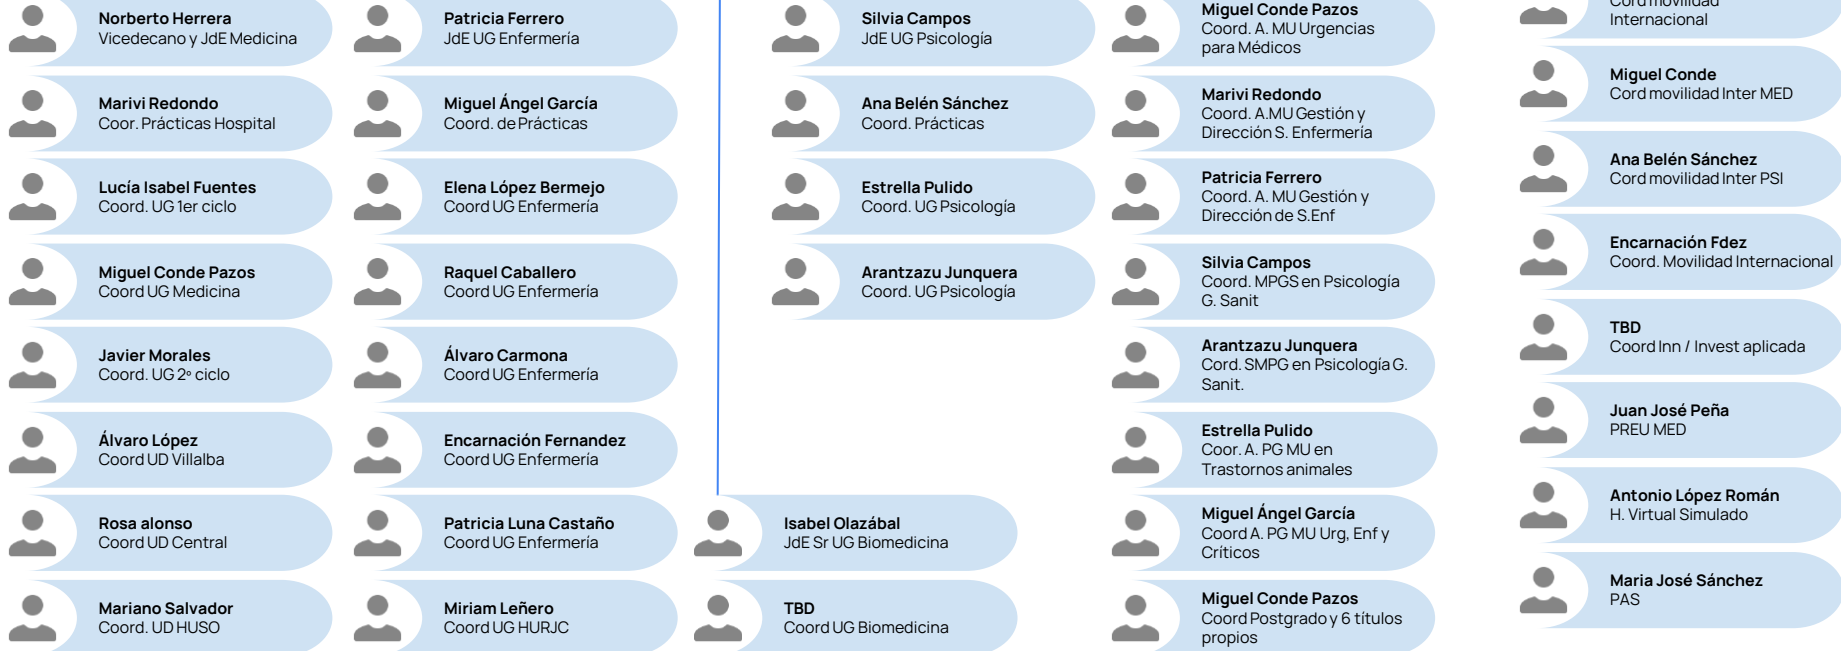 Norberto Herrera
Vicedecano y JdE Medicina
Marivi Redondo
Coor. Prácticas Hospital
Lucía Isabel Fuentes
Coord. UG 1er ciclo
Miguel Conde Pazos
Coord UG Medicina
Javier Morales
Coord. UG 2º ciclo
Álvaro López
Coord UD Villalba
Rosa alonso
Coord UD Central
Mariano Salvador
Coord. UD HUSO
Patricia Ferrero
JdE UG Enfermería
Miguel Ángel García
Coord. de Prácticas
Elena López Bermejo
Coord UG Enfermería
Raquel Caballero
Coord UG Enfermería
Álvaro Carmona
Coord UG Enfermería
Encarnación Fernandez
Coord UG Enfermería
Patricia Luna Castaño
Coord UG Enfermería
Miriam Leñero
Coord UG HURJC
Silvia Campos
JdE UG Psicología
Ana Belén Sánchez
Coord. Prácticas
Estrella Pulido
Coord. UG Psicología
Arantzazu Junquera
Coord. UG Psicología
Isabel Olazábal
JdE Sr UG Biomedicina
TBD
Coord UG Biomedicina
Miguel Conde Pazos
Coord. A. MU Urgencias
para Médicos
Marivi Redondo
Coord. A.MU Gestión y
Dirección S. Enfermería
Patricia Ferrero
Coord. A. MU Gestión y
Dirección de S.Enf
Silvia Campos
Coord. MPGS en Psicología
G. Sanit
Arantzazu Junquera
Cord. SMPG en Psicología G.
Sanit.
Estrella Pulido
Coor. A. PG MU en
Trastornos animales
Miguel Ángel García
Coord A. PG MU Urg, Enf y
Críticos
Miguel Conde Pazos
Coord Postgrado y 6 títulos
propios
Cord movilidad
Internacional
Miguel Conde
Cord movilidad Inter MED
Ana Belén Sánchez
Cord movilidad Inter PSI
Encarnación Fdez
Coord. Movilidad Internacional
TBD
Coord Inn / Invest aplicada
Juan José Peña
PREU MED
Antonio López Román
H. Virtual Simulado
Maria José Sánchez
PAS